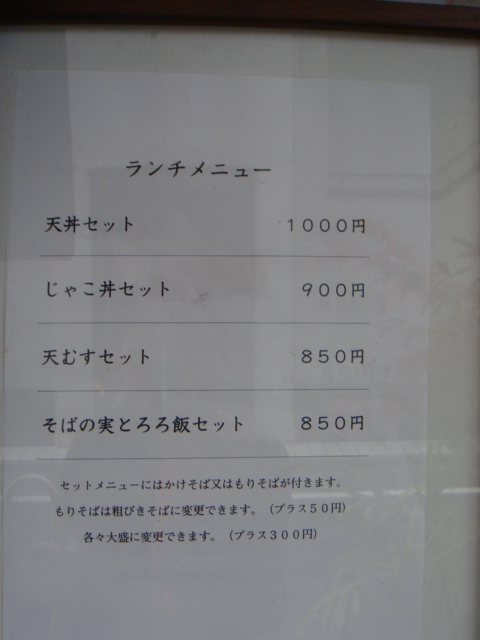 ランチメニュー
天丼セット １０００円
じゃこ丼セット ９００円
天むすセット ８５０円
そばの実とろろ飯セット ８５０円
セットメニューにはかけそば又はもりそばが付きます。
もりそばは粗びきそばに変更できます。（プラス５０円）
各々大盛に変更できます。（プラス３００円）